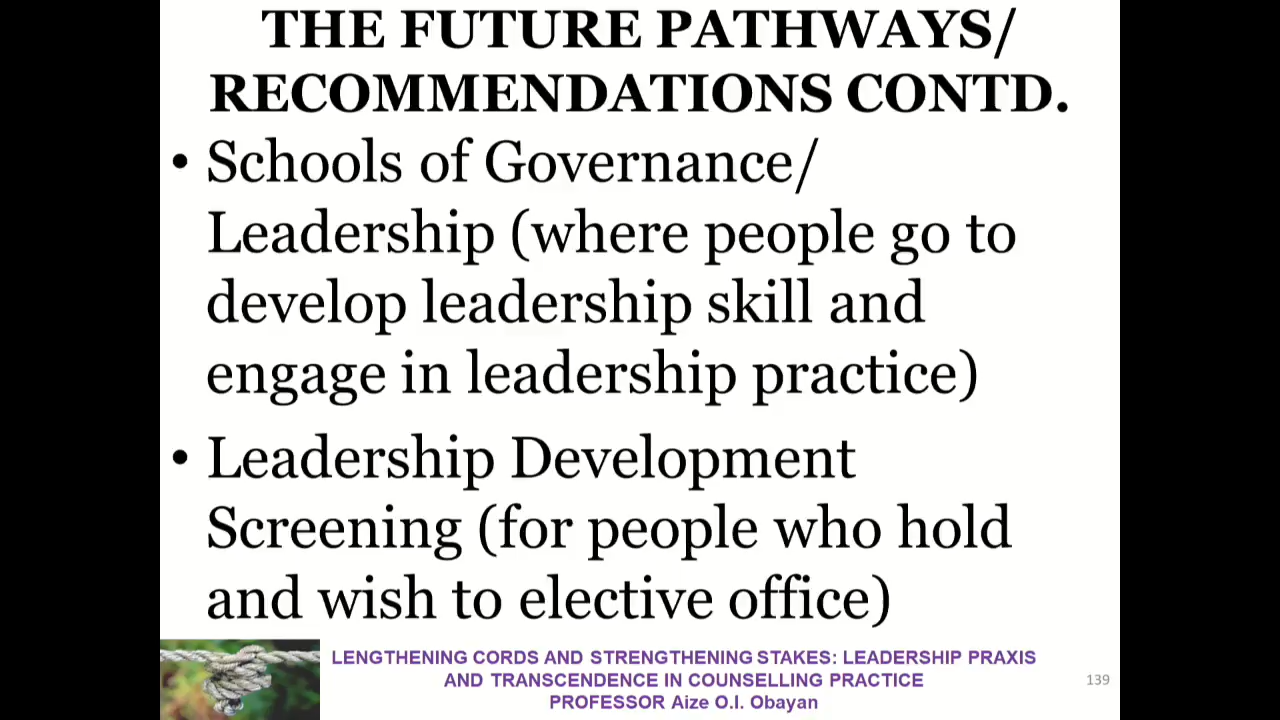 THE FUTURE PATHWAYS/
RECOMMENDATIONS CONTD.
• Schools of Governance/
Leadership (where people go to
develop leadership skill and
engage in leadership practice)
• Leadership Development
Screening (for people who hold
and wish to elective office)
LENGTHENING CORDS AND STRENGTHENING STAKES: LEADERSHIP PRAXIS
AND TRANSCENDENCE IN COUNSELLING PRACTICE
PROFESSOR Aize O.I. Obayan
139